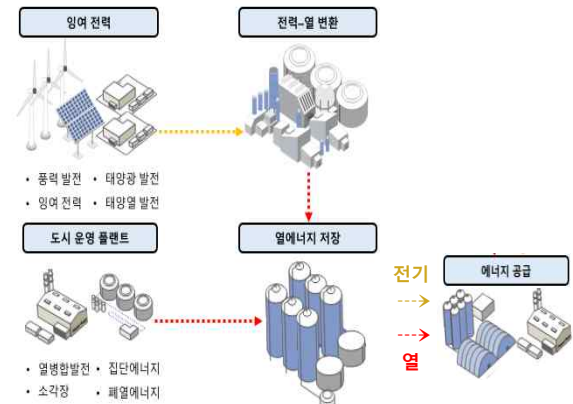 잉여 전력
전력-열 변환
• 풍력 발전 • 태양광 발전
• 잉여 전력 • 태양열 발전
도시 운영 플랜트
열에너지 저장
전기
에너지 공급
열
• 열병합발전 • 집단에너지
• 소각장 • 폐열에너지